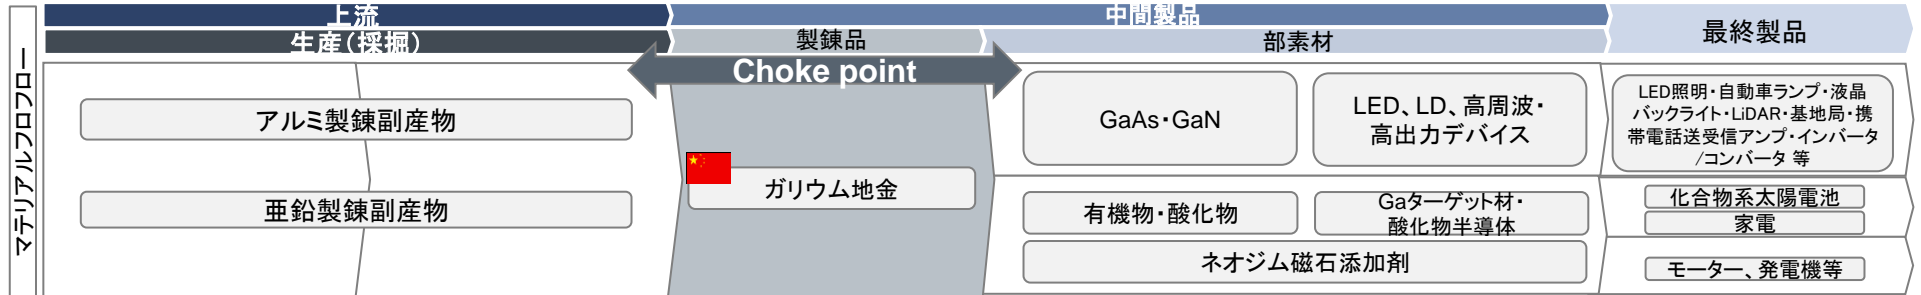 マテリアルフロフロー
上流
生産（採掘）
アルミ製錬副産物
亜鉛製錬副産物
中間製品
製錬品
Choke point
ガリウム地金
部素材
GaAs・GaN
LED、LD、高周波・
高出力デバイス
有機物・酸化物
Gaターゲット材・
酸化物半導体
ネオジム磁石添加剤
最終製品
LED照明・自動車ランプ・液晶
バックライト・LiDAR・基地局・携
帯電話送受信アンプ・インバータ
/コンバータ 等
化合物系太陽電池
家電
モーター、発電機等